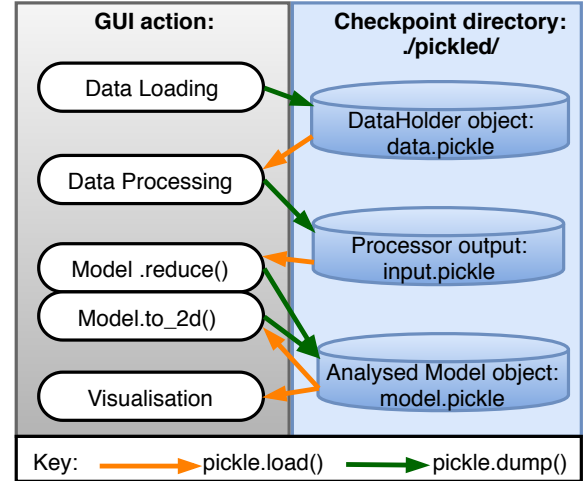 GUI action:
Checkpoint directory:
./pickled/
Data Loading
DataHolder object:
data.pickle
Data Processing
Processor output:
input.pickle
Model .reduce()
Model.to_2d()
Analysed Model object:
model.pickle
Visualisation
Key: pickle.load() pickle.dump()